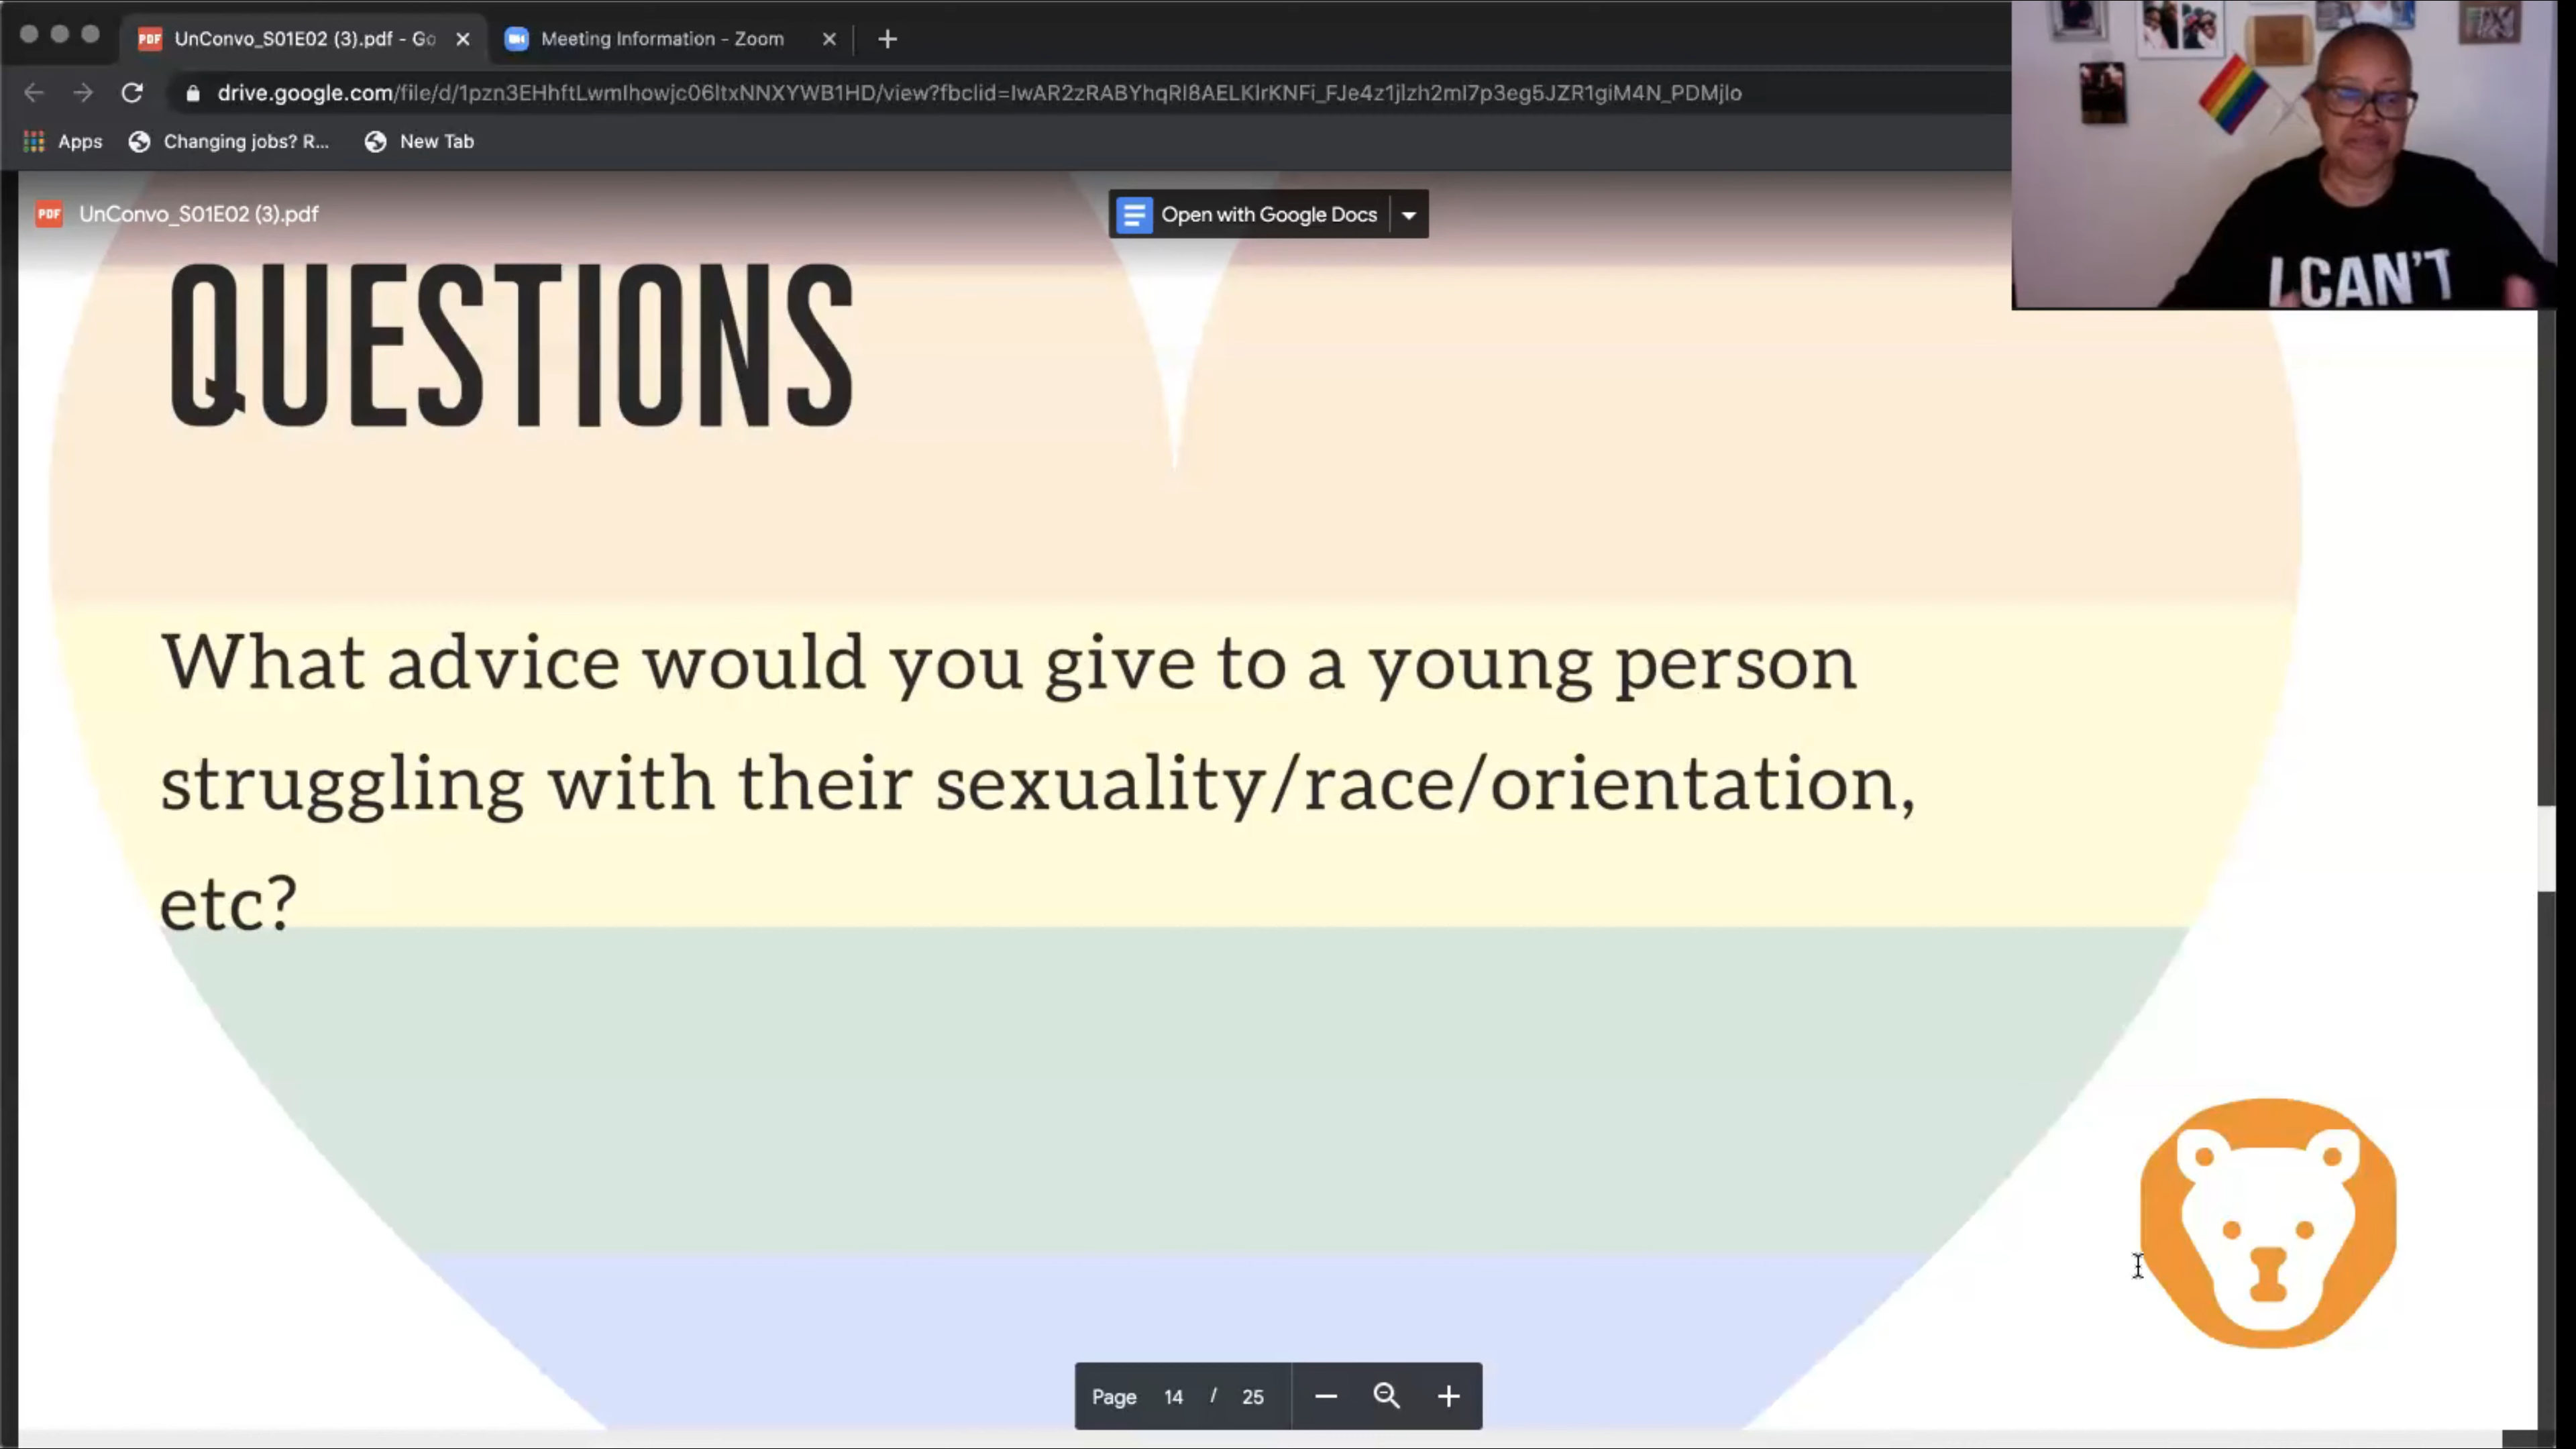 UnConvo_S01E02 (3).pdf - Go
Meeting Information - Zoom
drive.google.com/file/d/1pzn3EHhftLwmIhowjc06ltxNNXYWB1HD/view?fbclid=IwAR2zRABYhqRl8AELKlrKNFi_FJe4z1jlzh2mI7p3eg5JZR1giM4N_PDMjlo
Apps
Changing jobs? R...
New Tab
PDF
UnConvo_S01E02 (3).pdf
Open with Google Docs
I CAN'T
QUESTIONS
What advice would you give to a young person
struggling with their sexuality/race/orientation,
etc?
Page 14 / 25